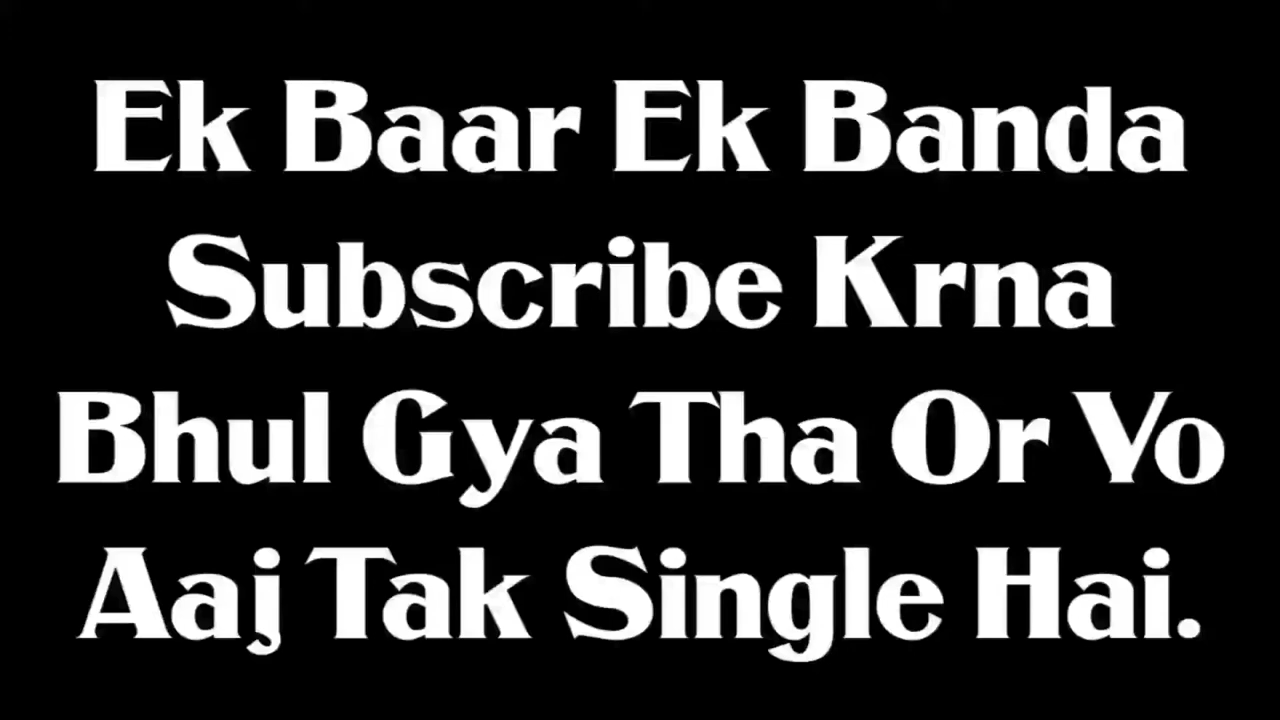 Ek Baar Ek Banda
Subscribe Krna
Bhul Gya Tha Or Vo
Aaj Tak Single Hai.